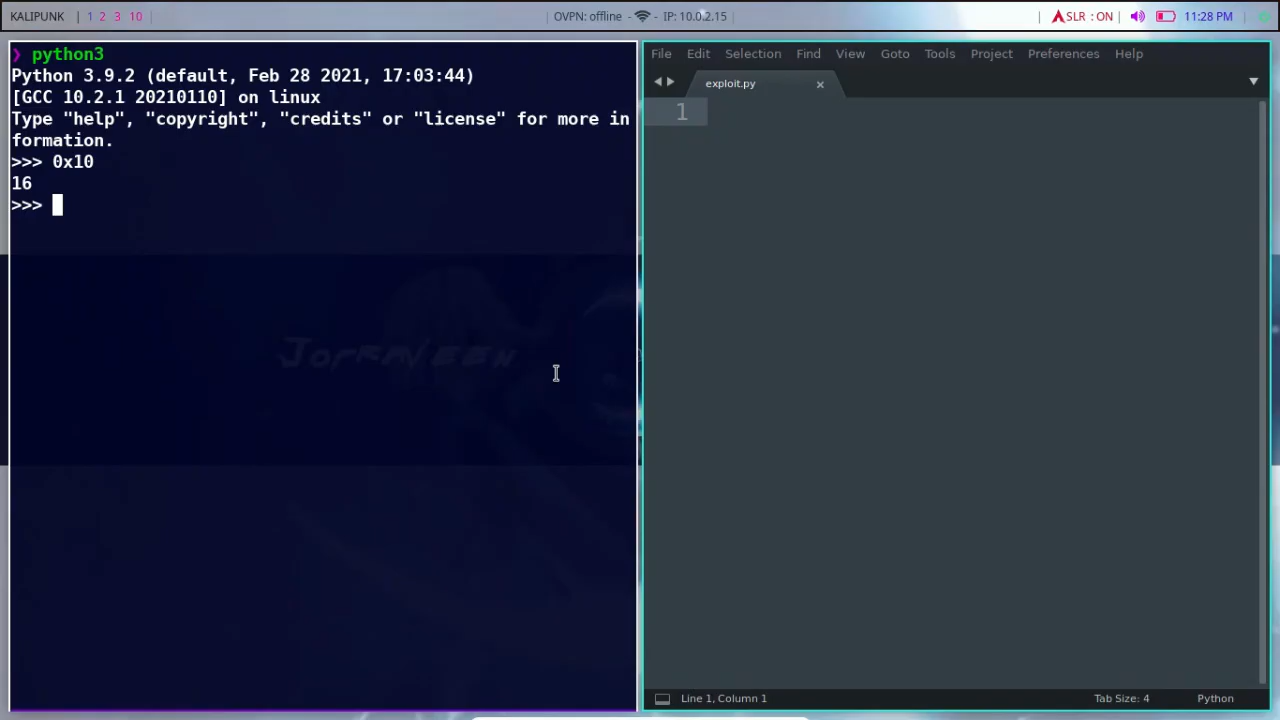 KALIPUNK | 1 2 3 10 | | OVPN: offline - - IP: 10.0.2.15 | | SLR : ON | | 11:28 PM |
❯ python3
Python 3.9.2 (default, Feb 28 2021, 17:03:44)
[GCC 10.2.1 20210110] on linux
Type "help", "copyright", "credits" or "license" for more in
formation.
>>> 0x10
16
>>>
File Edit Selection Find View Goto Tools Project Preferences Help
exploit.py
1
Line 1, Column 1 Tab Size: 4 Python